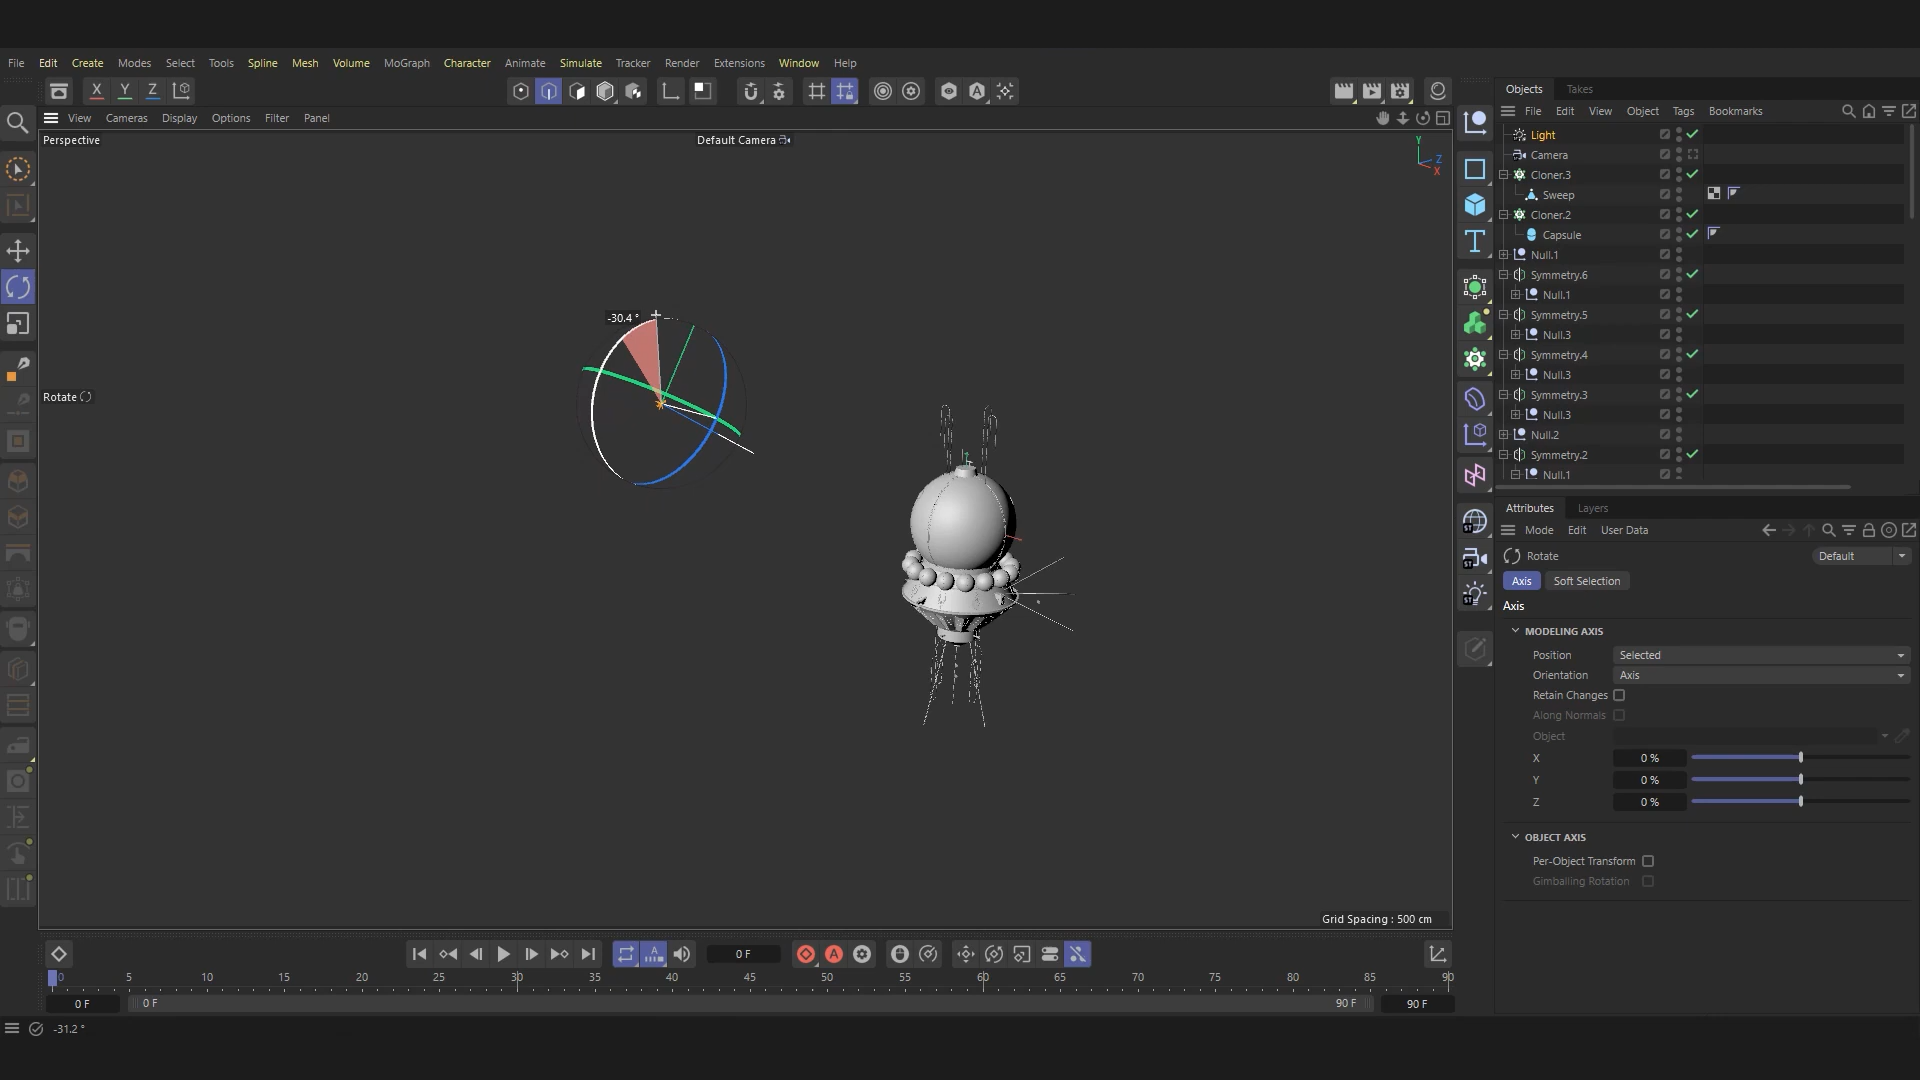 File Edit Create Modes Select Tools Spline Mesh Volume MoGraph Character Animate Simulate Tracker Render Extensions Window Help
X Y Z
Objects Takes
View Cameras Display Options Filter Panel
File Edit View Object Tags Bookmarks
Perspective
Default Camera
Y
Z
X
Light
Camera
Cloner.3
Sweep
Cloner.2
Capsule
Null.1
Symmetry.6
Null.1
Symmetry.5
Null.3
Symmetry.4
Null.3
Symmetry.3
Null.3
Null.2
Symmetry.2
Null.1
-30.4 °
Rotate
Attributes Layers
Mode Edit User Data
Rotate
Default
Axis Soft Selection
Axis
MODELING AXIS
Position Selected
Orientation Axis
Retain Changes
Along Normals
Object
X 0 %
Y 0 %
Z 0 %
OBJECT AXIS
Per-Object Transform
Gimballing Rotation
Grid Spacing : 500 cm
0 F
0 5 10 15 20 25 30 35 40 45 50 55 60 65 70 75 80 85 90
0 F 0 F 90 F 90 F
-31.2 °